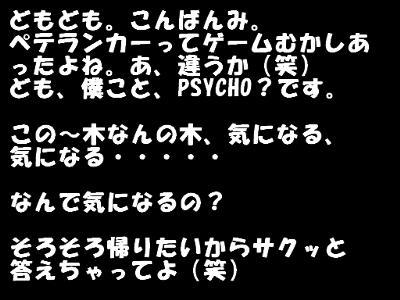 どもども。こんばんみ。
ペテランカーってゲームむかしあ
ったよね。あ、違うか（笑）
ども、僕こと、PSYCHO？です。
この～木なんの木、気になる、
気になる・・・・・
なんで気になるの？
そろそろ帰りたいからサクッと
答えちゃってよ（笑）